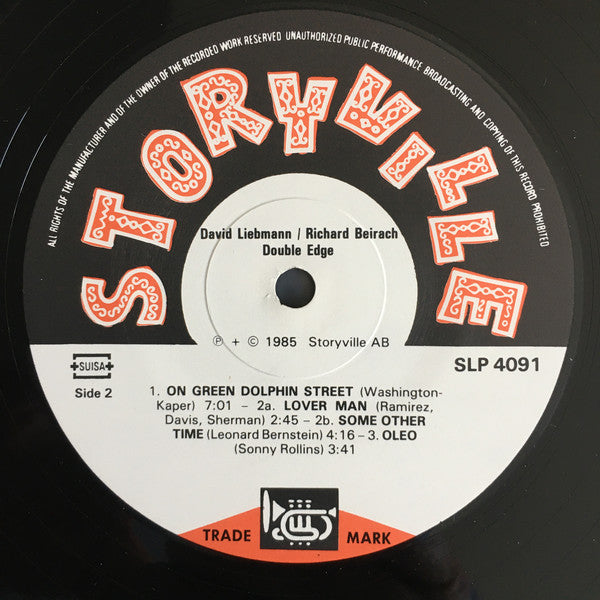 ALL RIGHTS OF THE MANUFACTURER AND OF THE OWNER OF THE RECORDED WORK RESERVED UNAUTHORIZED PUBLIC PERFORMANCE BROADCASTING AND COPYING OF THIS RECORD PROHIBITED
STORYVILLE
David Liebmann / Richard Beirach
Double Edge
℗ + © 1985 Storyville AB
SUISA
SLP 4091
Side 2
1. ON GREEN DOLPHIN STREET (Washington-
Kaper) 7:01 – 2a. LOVER MAN (Ramirez,
Davis, Sherman) 2:45 – 2b. SOME OTHER
TIME (Leonard Bernstein) 4:16 – 3. OLEO
(Sonny Rollins) 3:41
TRADE MARK